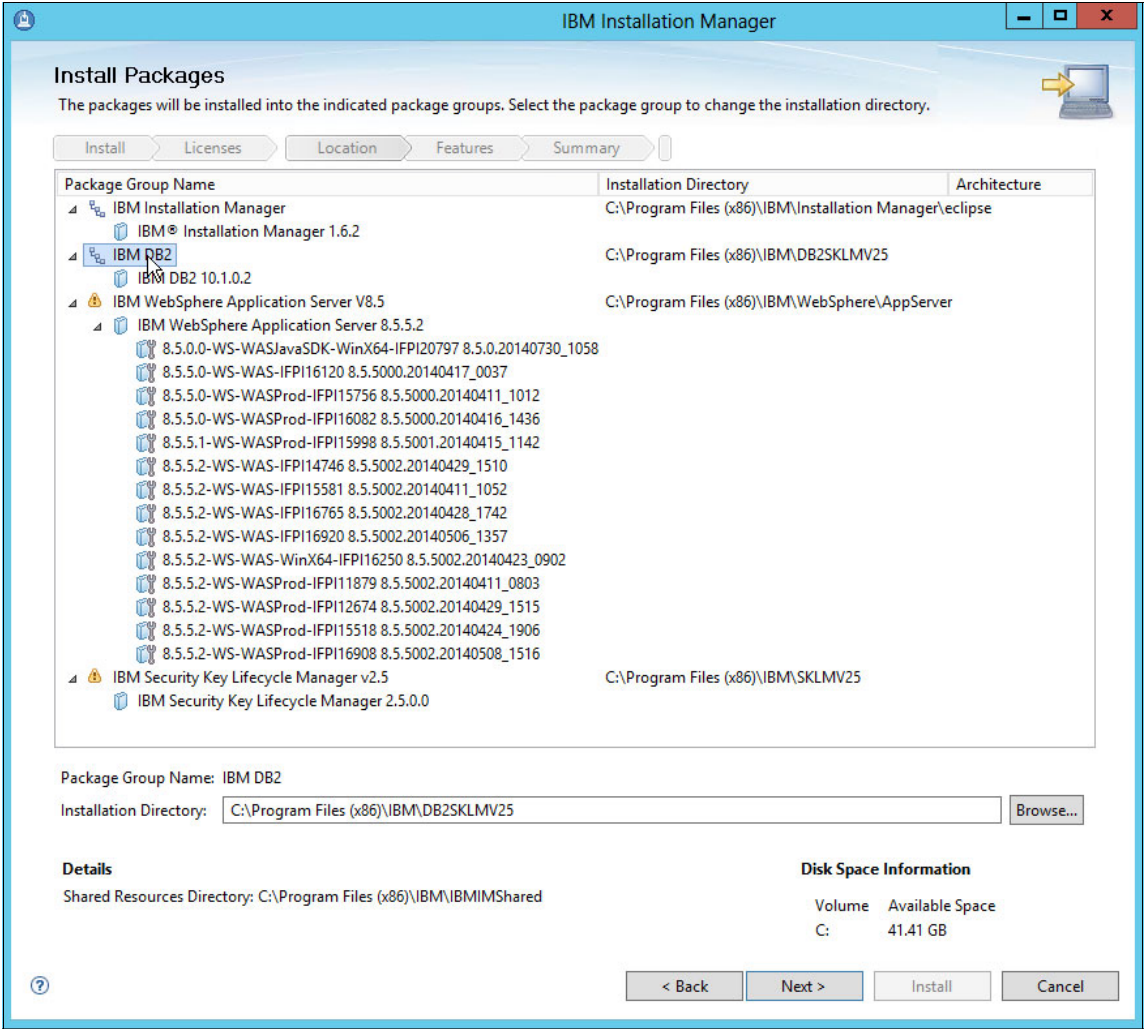 IBM Installation Manager
Install Packages
The packages will be installed into the indicated package groups. Select the package group to change the installation directory.
Install Licenses Location Features Summary
Package Group Name Installation Directory Architecture
IBM Installation Manager C:\Program Files (x86)\IBM\Installation Manager\eclipse
IBM® Installation Manager 1.6.2
IBM DB2 C:\Program Files (x86)\IBM\DB2SKLMV25
IBM DB2 10.1.0.2
IBM WebSphere Application Server V8.5 C:\Program Files (x86)\IBM\WebSphere\AppServer
IBM WebSphere Application Server 8.5.5.2
8.5.0.0-WS-WASJavaSDK-WinX64-IFPI20797 8.5.0.20140730_1058
8.5.5.0-WS-WAS-IFPI16120 8.5.5000.20140417_0037
8.5.5.0-WS-WASProd-IFPI15756 8.5.5000.20140411_1012
8.5.5.0-WS-WASProd-IFPI16082 8.5.5000.20140416_1436
8.5.5.1-WS-WASProd-IFPI15998 8.5.5001.20140415_1142
8.5.5.2-WS-WAS-IFPI14746 8.5.5002.20140429_1510
8.5.5.2-WS-WAS-IFPI15581 8.5.5002.20140411_1052
8.5.5.2-WS-WAS-IFPI16765 8.5.5002.20140428_1742
8.5.5.2-WS-WAS-IFPI16920 8.5.5002.20140506_1357
8.5.5.2-WS-WAS-WinX64-IFPI16250 8.5.5002.20140423_0902
8.5.5.2-WS-WASProd-IFPI11879 8.5.5002.20140411_0803
8.5.5.2-WS-WASProd-IFPI12674 8.5.5002.20140429_1515
8.5.5.2-WS-WASProd-IFPI15518 8.5.5002.20140424_1906
8.5.5.2-WS-WASProd-IFPI16908 8.5.5002.20140508_1516
IBM Security Key Lifecycle Manager v2.5 C:\Program Files (x86)\IBM\SKLMV25
IBM Security Key Lifecycle Manager 2.5.0.0
Package Group Name: IBM DB2
Installation Directory: C:\Program Files (x86)\IBM\DB2SKLMV25 Browse...
Details Disk Space Information
Shared Resources Directory: C:\Program Files (x86)\IBM\IBMIMShared
Volume Available Space
C: 41.41 GB
? < Back Next > Install Cancel